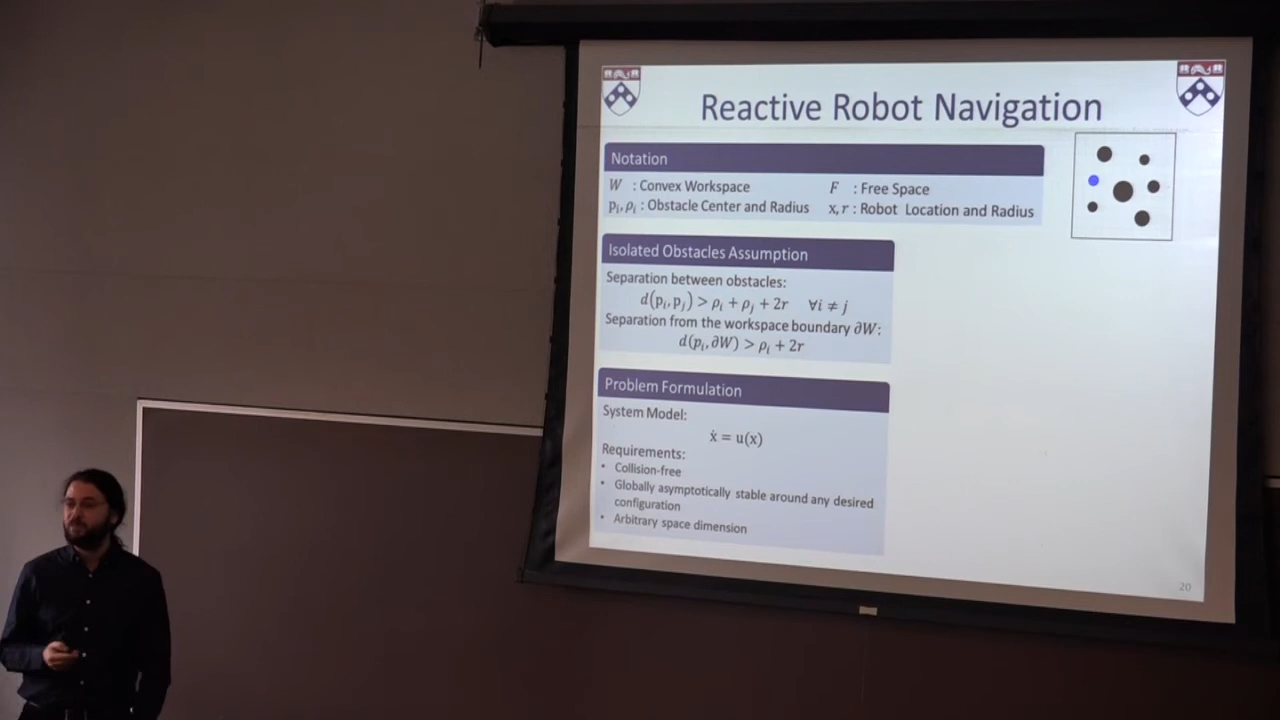 Reactive Robot Navigation
Notation
W : Convex Workspace
F : Free Space
pᵢ, ρᵢ : Obstacle Center and Radius
x, r : Robot Location and Radius
Isolated Obstacles Assumption
Separation between obstacles:
d(pᵢ, pⱼ) > ρᵢ + ρⱼ + 2r ∀i ≠ j
Separation from the workspace boundary ∂W:
d(pᵢ, ∂W) > ρᵢ + 2r
Problem Formulation
System Model:
ẋ = u(x)
Requirements:
• Collision-free
• Globally asymptotically stable around any desired
configuration
• Arbitrary space dimension
20